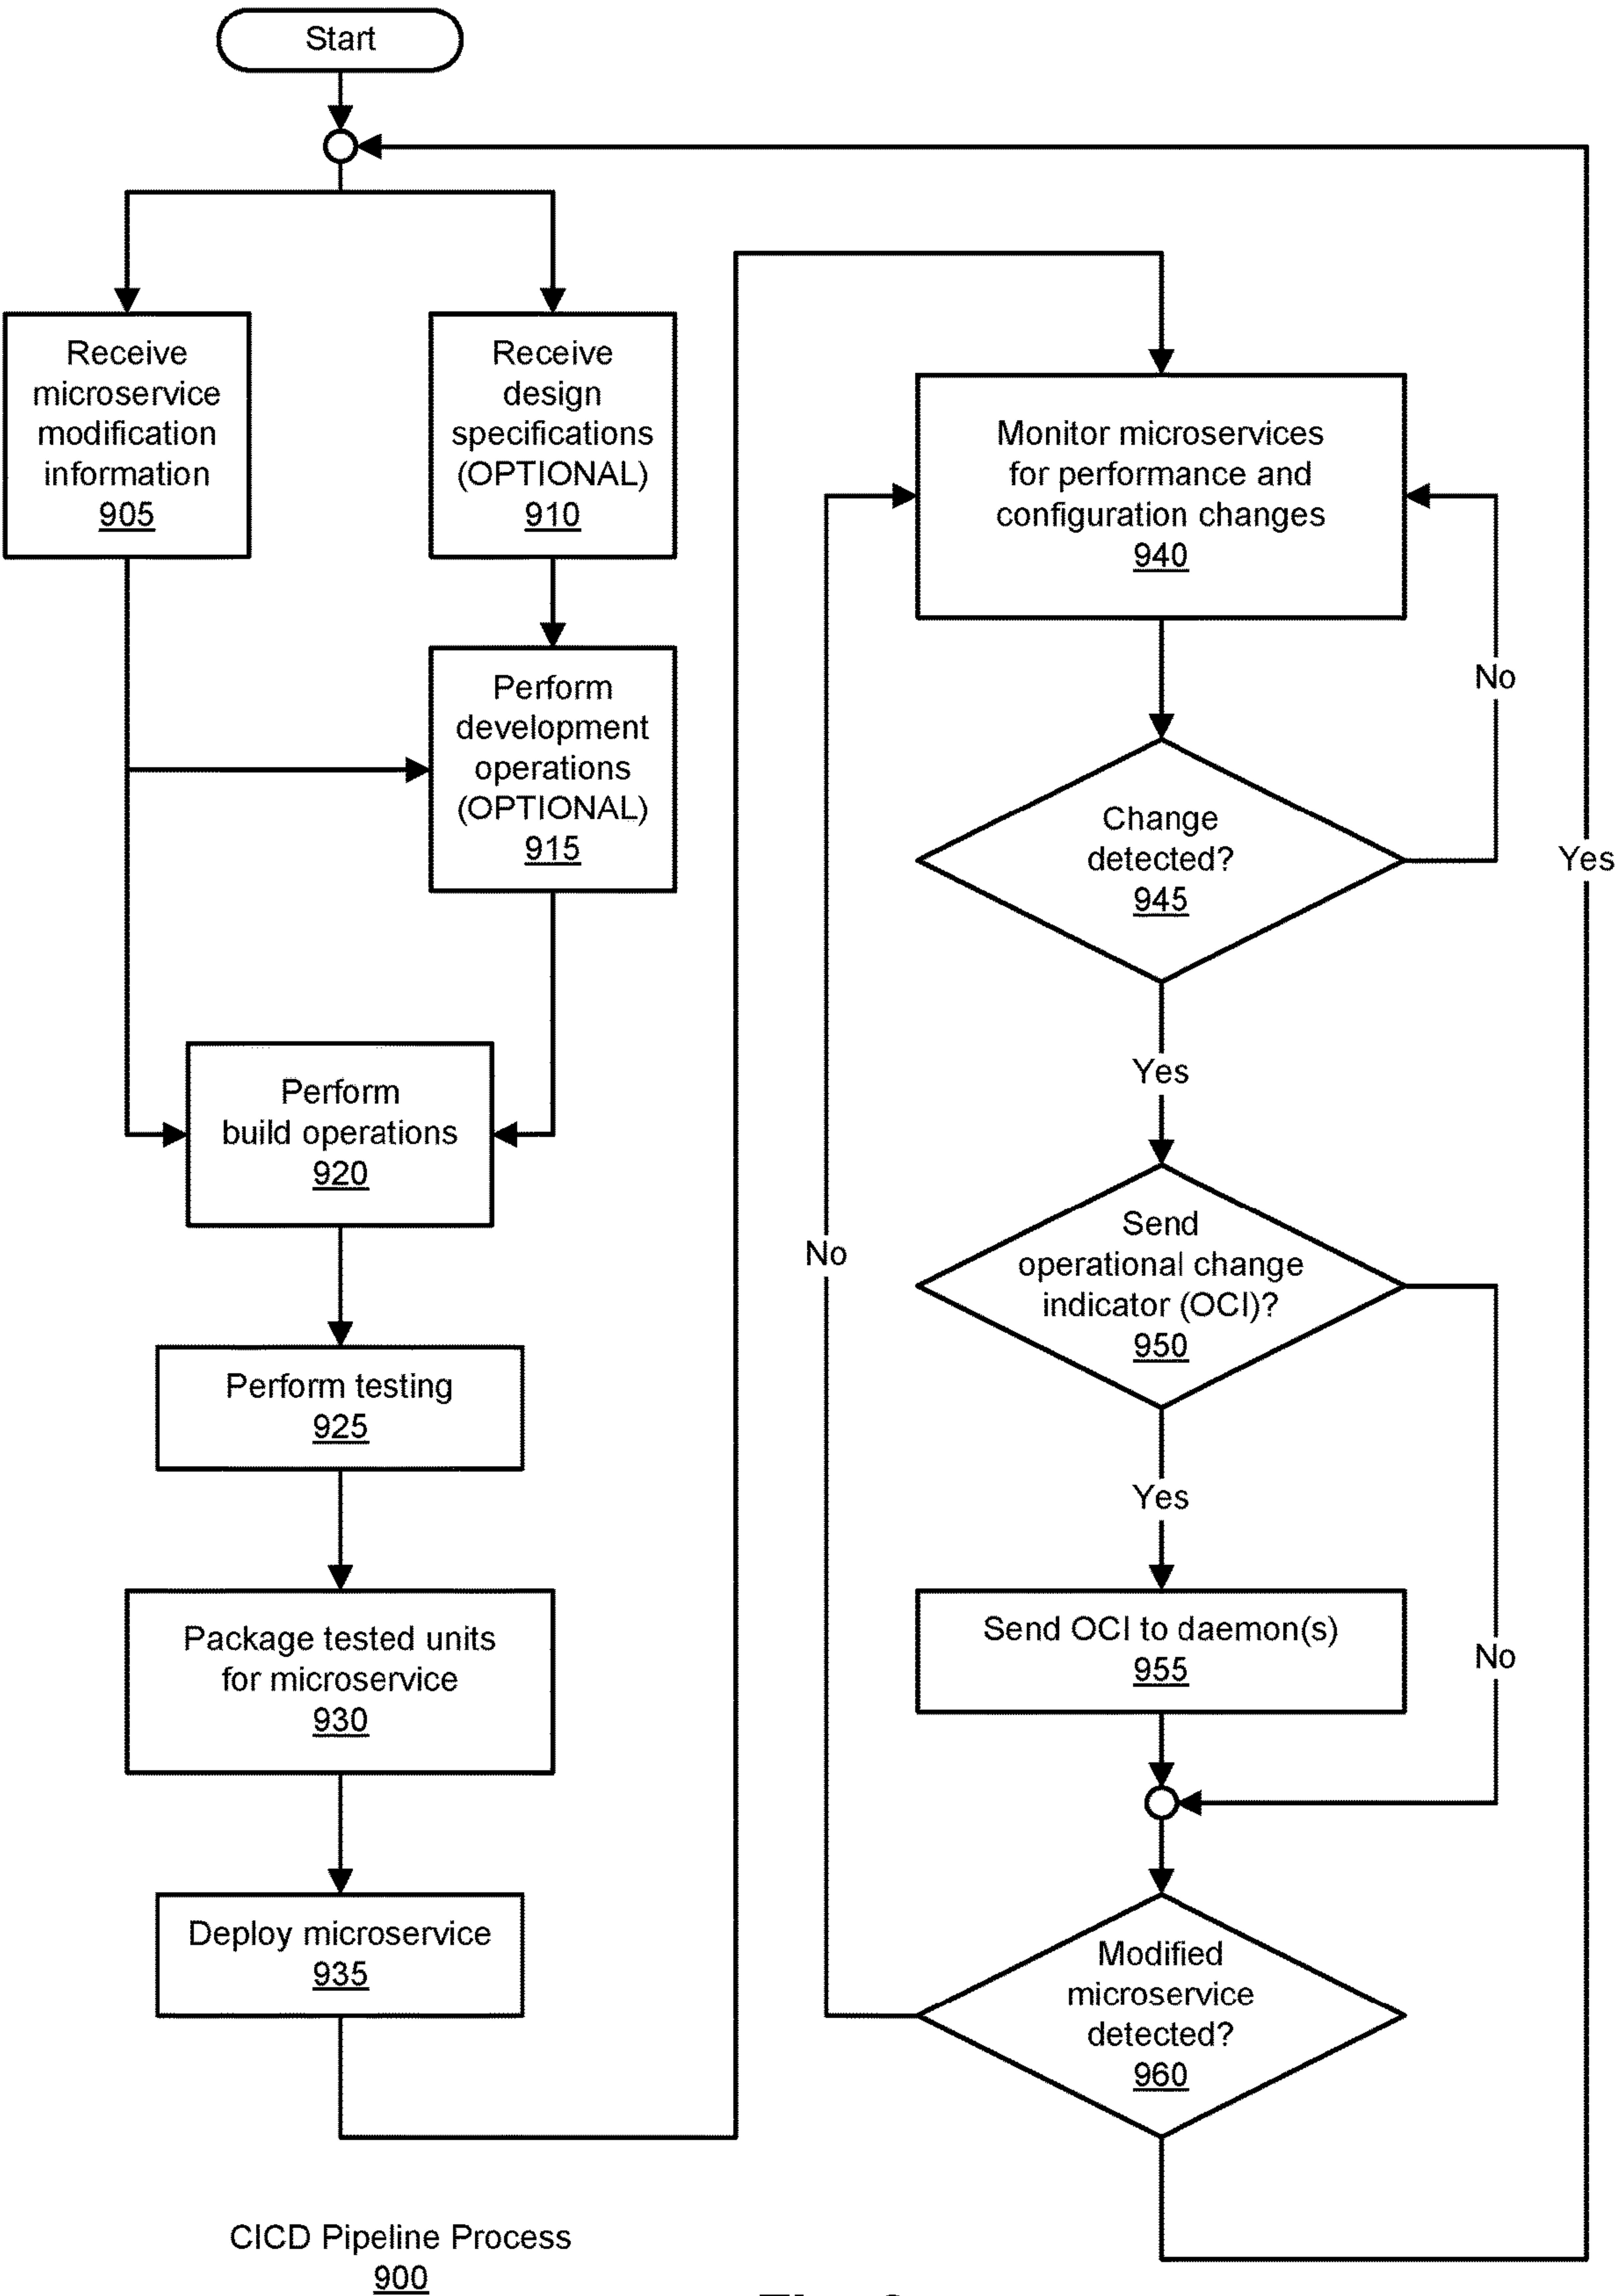 Start
Receive
microservice
modification
information
905
Receive
design
specifications
(OPTIONAL)
910
Perform
development
operations
(OPTIONAL)
915
Perform
build operations
920
Perform testing
925
Package tested units
for microservice
930
Deploy microservice
935
Monitor microservices
for performance and
configuration changes
940
No
Change
detected?
945
Yes
Yes
Send
operational change
indicator (OCI)?
950
No
Yes
No
Send OCI to daemon(s)
955
Modified
microservice
detected?
960
CICD Pipeline Process
900